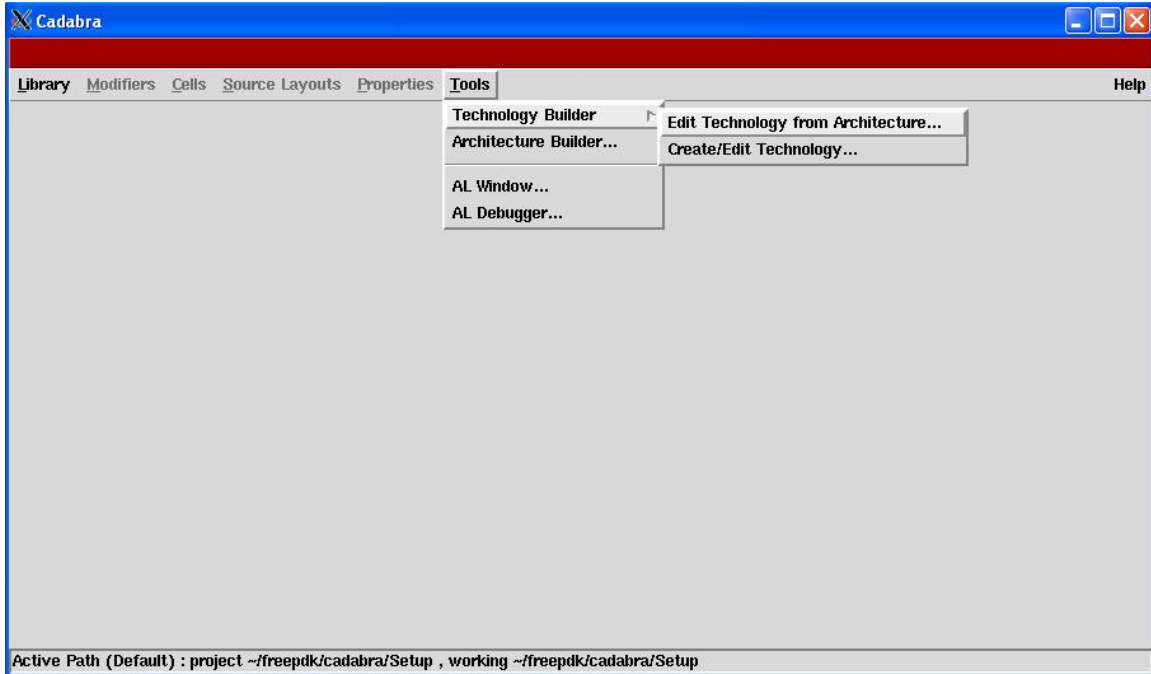 Cadabra
Library Modifiers Cells Source Layouts Properties Tools Help
Technology Builder
Edit Technology from Architecture...
Architecture Builder...
Create/Edit Technology...
AL Window...
AL Debugger...
Active Path (Default) : project ~/freepdk/cadabra/Setup , working ~/freepdk/cadabra/Setup